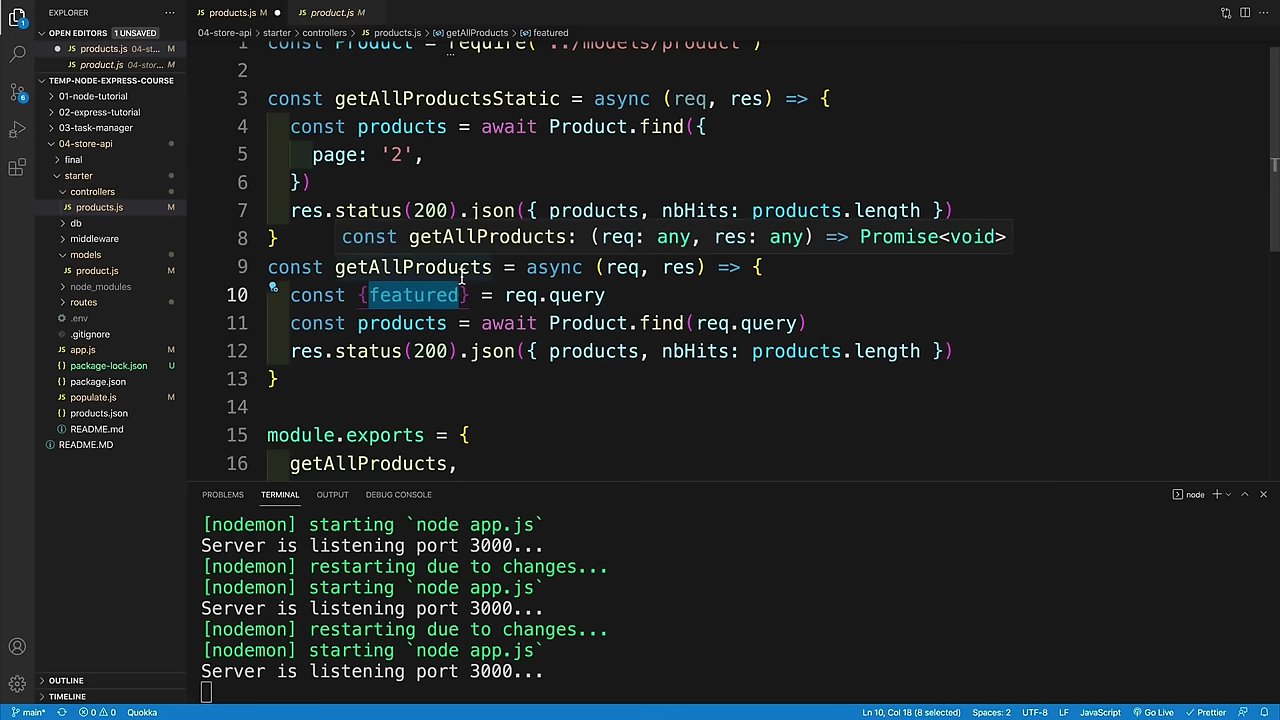 EXPLORER
···
OPEN EDITORS 1 UNSAVED
products.js 04-st... M
product.js 04-stor... M
TEMP-NODE-EXPRESS-COURSE
01-node-tutorial
02-express-tutorial
03-task-manager
04-store-api
final
starter
controllers
JS products.js M
db
middleware
models
JS product.js M
node_modules
routes
.env
.gitignore
JS app.js M
{} package-lock.json U
{} package.json
JS populate.js M
{} products.json
README.md
README.MD
OUTLINE
TIMELINE
1
6
JS products.js M
JS product.js M
04-store-api > starter > controllers > JS products.js > getAllProducts > featured
1 const Product = require('../models/product')
2
3 const getAllProductsStatic = async (req, res) => {
4 const products = await Product.find({
5 page: '2',
6 })
7 res.status(200).json({ products, nbHits: products.length })
8 }
const getAllProducts: (req: any, res: any) => Promise<void>
9 const getAllProducts = async (req, res) => {
10 const {featured} = req.query
11 const products = await Product.find(req.query)
12 res.status(200).json({ products, nbHits: products.length })
13 }
14
15 module.exports = {
16 getAllProducts,
PROBLEMS TERMINAL OUTPUT DEBUG CONSOLE
node
[nodemon] starting `node app.js`
Server is listening port 3000...
[nodemon] restarting due to changes...
[nodemon] starting `node app.js`
Server is listening port 3000...
[nodemon] restarting due to changes...
[nodemon] starting `node app.js`
Server is listening port 3000...
main* 0 0 Quokka Ln 10, Col 18 (8 selected) Spaces: 2 UTF-8 LF JavaScript Go Live Prettier